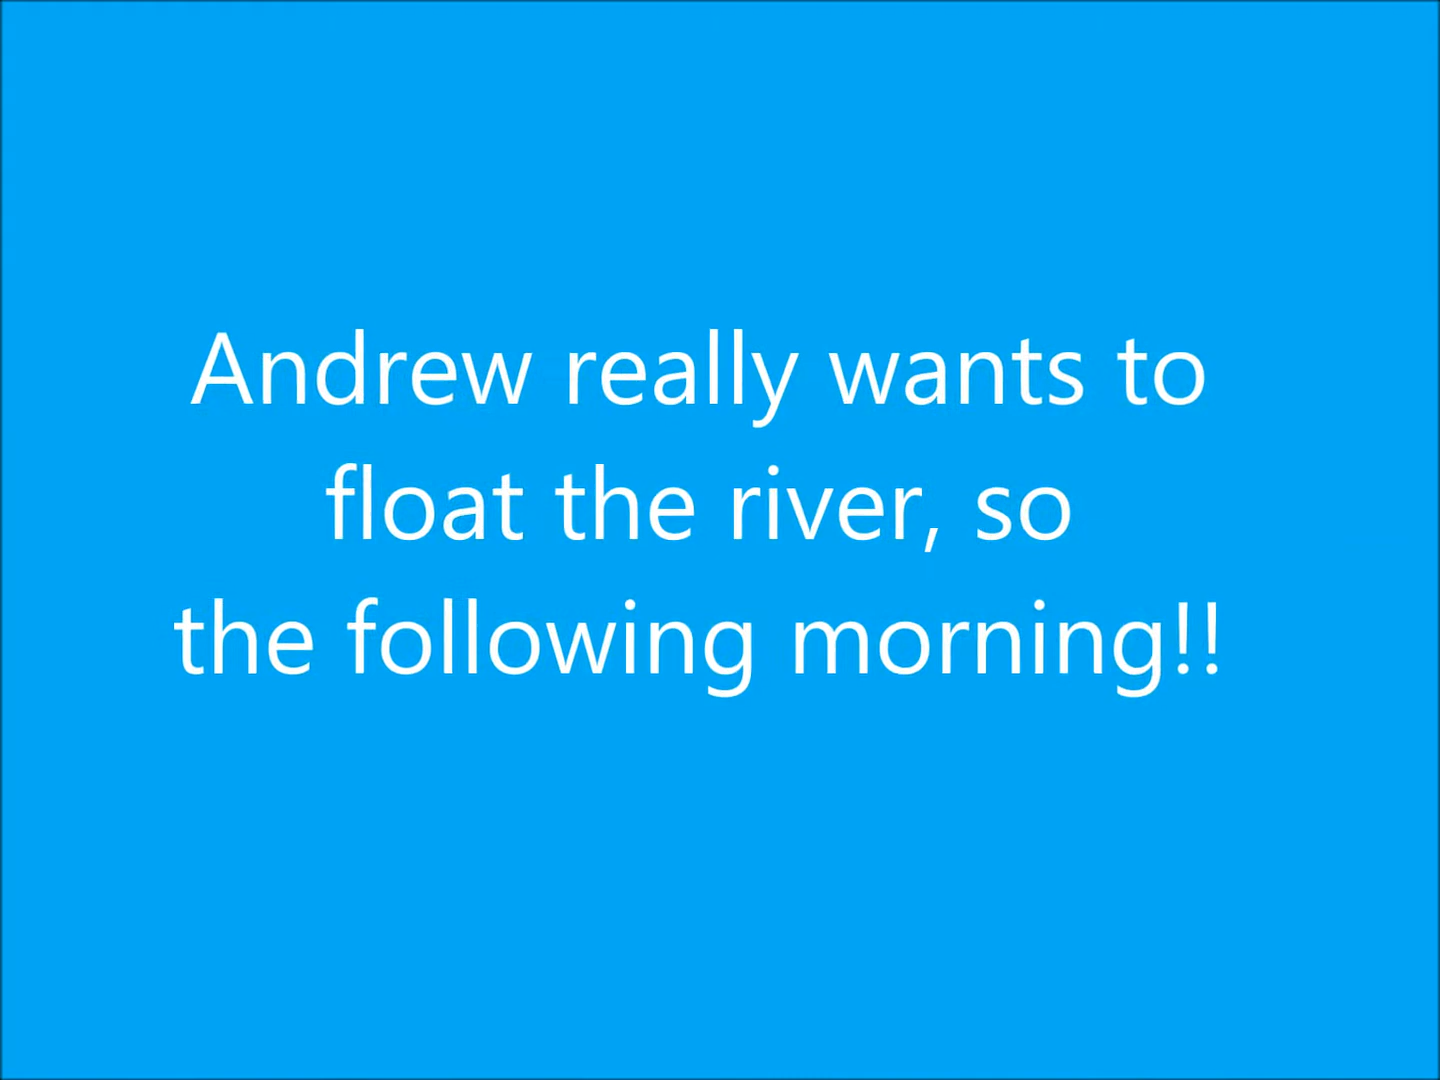 Andrew really wants to
float the river, so
the following morning!!